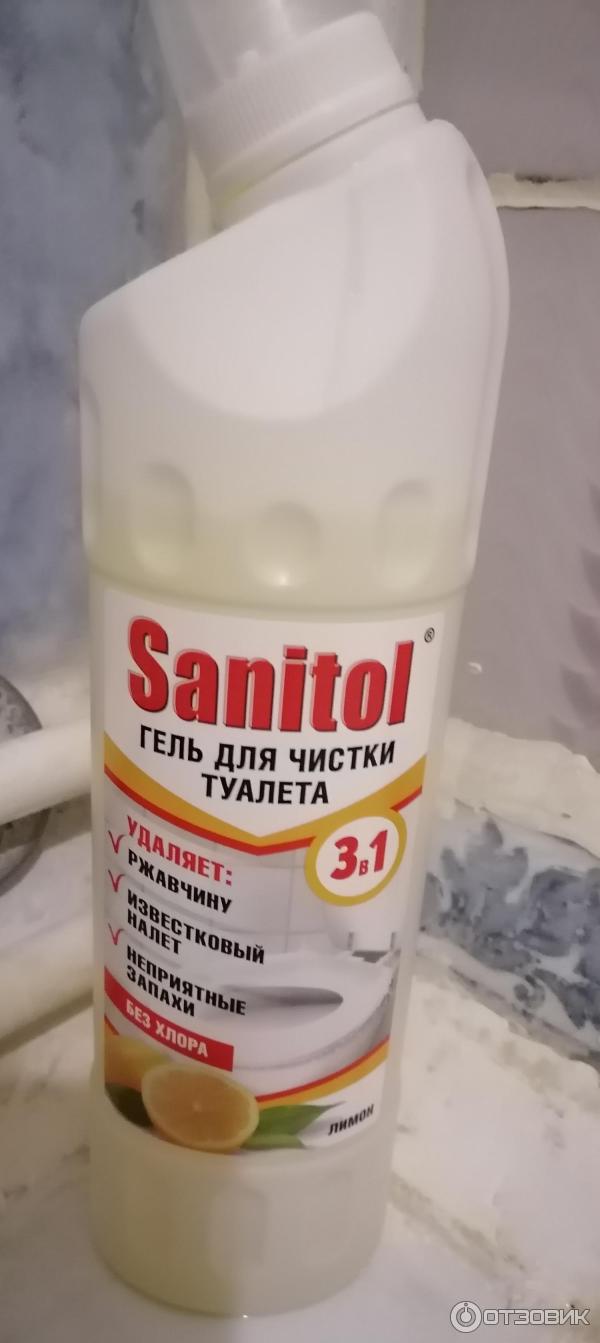 Sanitol®
ГЕЛЬ ДЛЯ ЧИСТКИ
ТУАЛЕТА
3в1
УДАЛЯЕТ:
РЖАВЧИНУ
ИЗВЕСТКОВЫЙ
НАЛЕТ
НЕПРИЯТНЫЕ
ЗАПАХИ
БЕЗ ХЛОРА
ЛИМОН
ОТЗОВИК